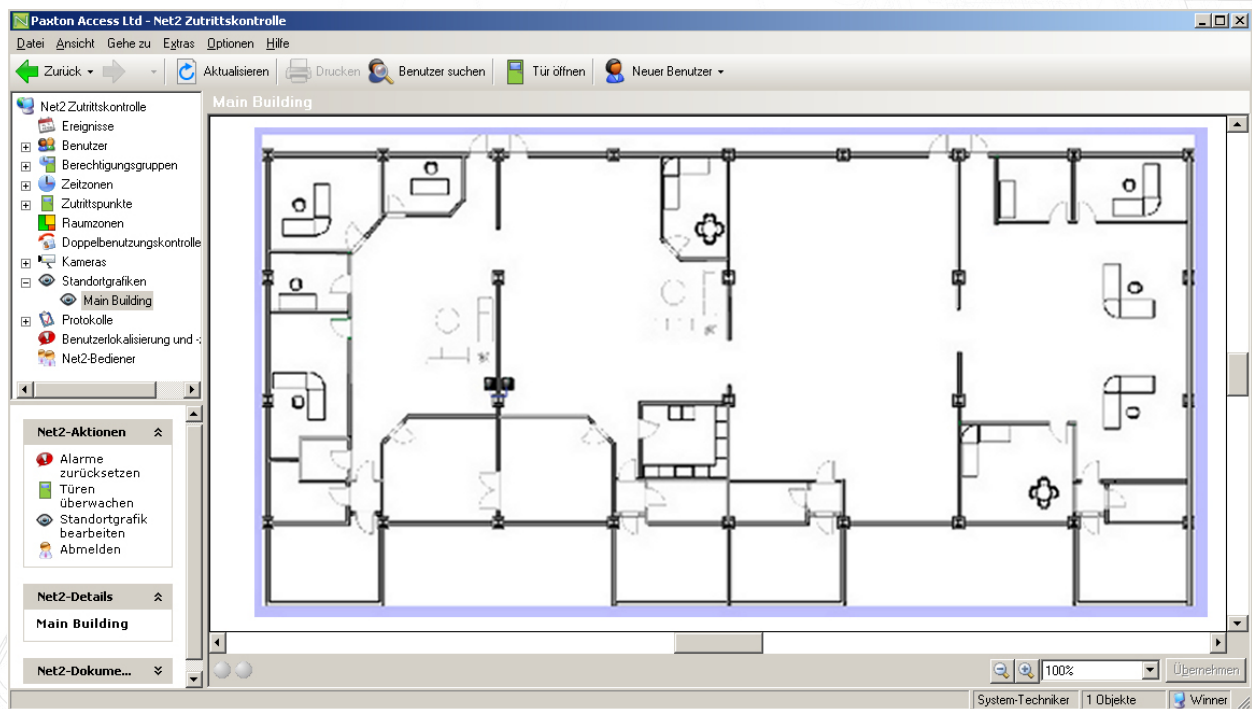 Paxton Access Ltd - Net2 Zutrittskontrolle
Datei Ansicht Gehe zu Extras Optionen Hilfe
Zurück Aktualisieren Drucken Benutzer suchen Tür öffnen Neuer Benutzer
Net2 Zutrittskontrolle
Ereignisse
Benutzer
Berechtigungsgruppen
Zeitzonen
Zutrittspunkte
Raumzonen
Doppelbenutzungskontrolle
Kameras
Standortgrafiken
Main Building
Protokolle
Benutzerlokalisierung und -
Net2-Bediener
Net2-Aktionen
Alarme
zurücksetzen
Türen
überwachen
Standortgrafik
bearbeiten
Abmelden
Net2-Details
Main Building
Net2-Dokume...
Main Building
100% Übernehmen
System-Techniker 1 Objekte Winner